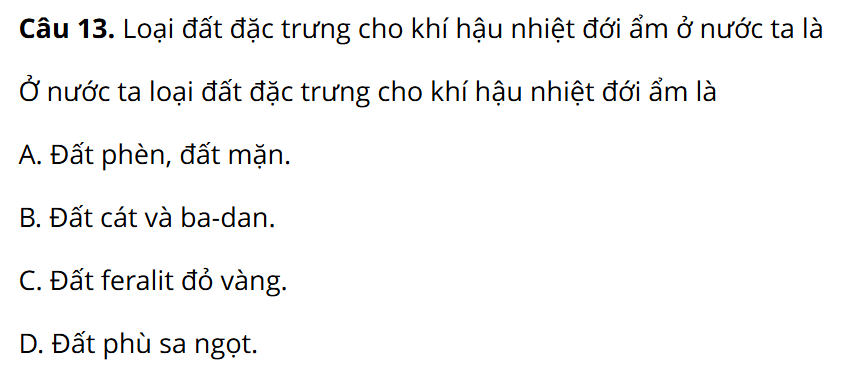 Câu 13. Loại đất đặc trưng cho khí hậu nhiệt đới ẩm ở nước ta là
Ở nước ta loại đất đặc trưng cho khí hậu nhiệt đới ẩm là
A. Đất phèn, đất mặn.
B. Đất cát và ba-dan.
C. Đất feralit đỏ vàng.
D. Đất phù sa ngọt.